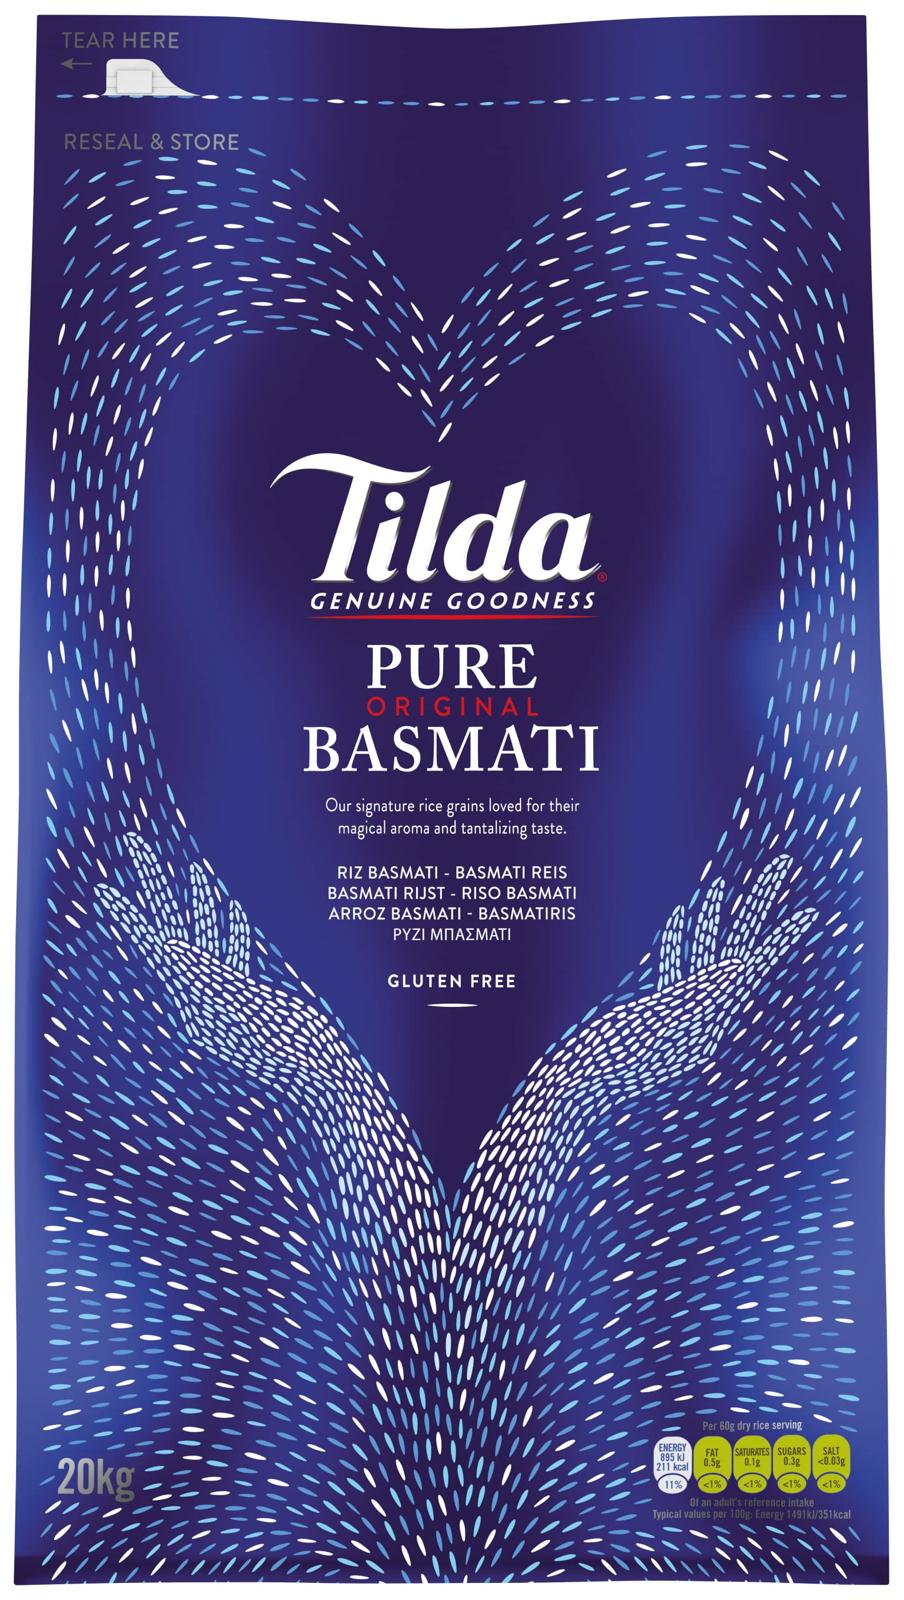 TEAR HERE
RESEAL & STORE
Tilda®
GENUINE GOODNESS
PURE
ORIGINAL
BASMATI
Our signature rice grains loved for their
magical aroma and tantalizing taste.
RIZ BASMATI - BASMATI REIS
BASMATI RIJST - RISO BASMATI
ARROZ BASMATI - BASMATIRIS
ΡΥΖΙ ΜΠΑΣΜΑΤΙ
GLUTEN FREE
20kg
Per 60g dry rice serving
ENERGY 895 kJ 211 kcal 11%
FAT 0.5g <1%
SATURATES 0.1g <1%
SUGARS 0.3g <1%
SALT <0.03g <1%
Of an adult's reference intake
Typical values per 100g: Energy 1491kJ/351kcal